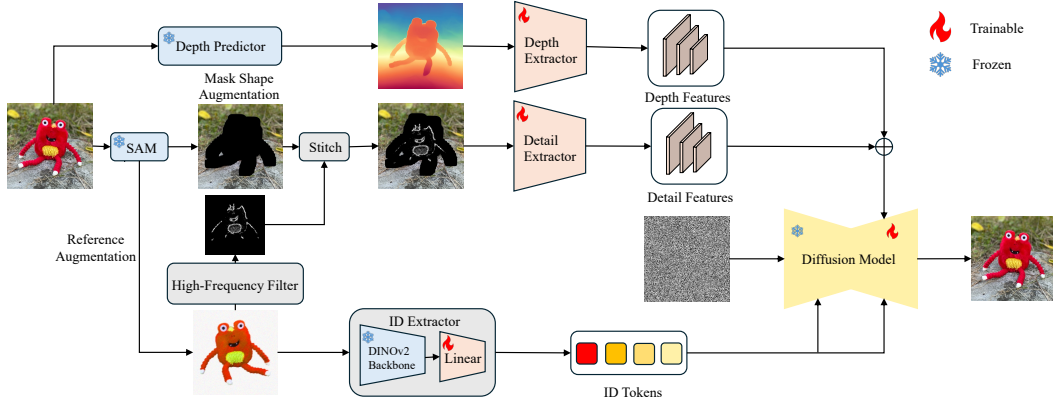 Depth Predictor
Depth
Extractor
Depth Features
Trainable
Frozen
Mask Shape
Augmentation
SAM
Stitch
Detail
Extractor
Detail Features
Reference
Augmentation
High-Frequency Filter
Diffusion Model
ID Extractor
DINOv2
Backbone
Linear
ID Tokens